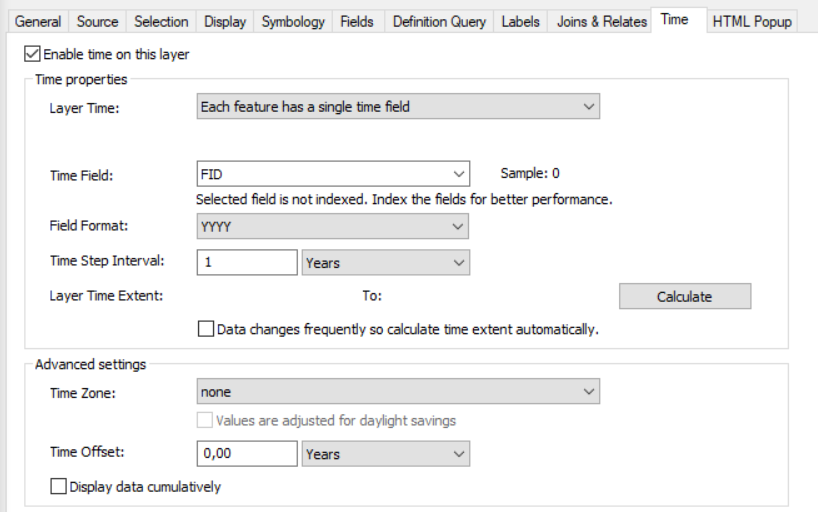 General Source Selection Display Symbology Fields Definition Query Labels Joins & Relates Time HTML Popup
Enable time on this layer
Time properties
Layer Time: Each feature has a single time field
Time Field: FID Sample: 0
Selected field is not indexed. Index the fields for better performance.
Field Format: YYYY
Time Step Interval: 1 Years
Layer Time Extent: To: Calculate
Data changes frequently so calculate time extent automatically.
Advanced settings
Time Zone: none
Values are adjusted for daylight savings
Time Offset: 0,00 Years
Display data cumulatively